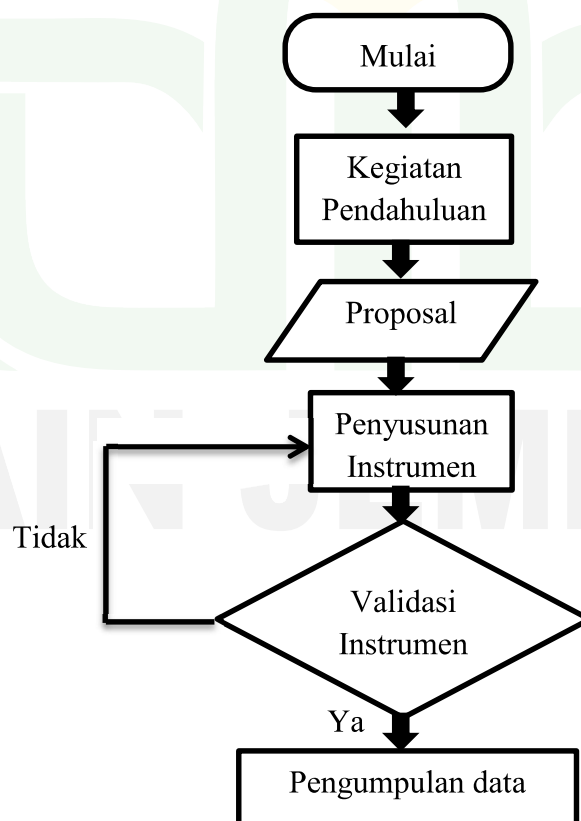 Mulai
Kegiatan
Pendahuluan
Proposal
Penyusunan
Instrumen
Tidak
Validasi
Instrumen
Ya
Pengumpulan data